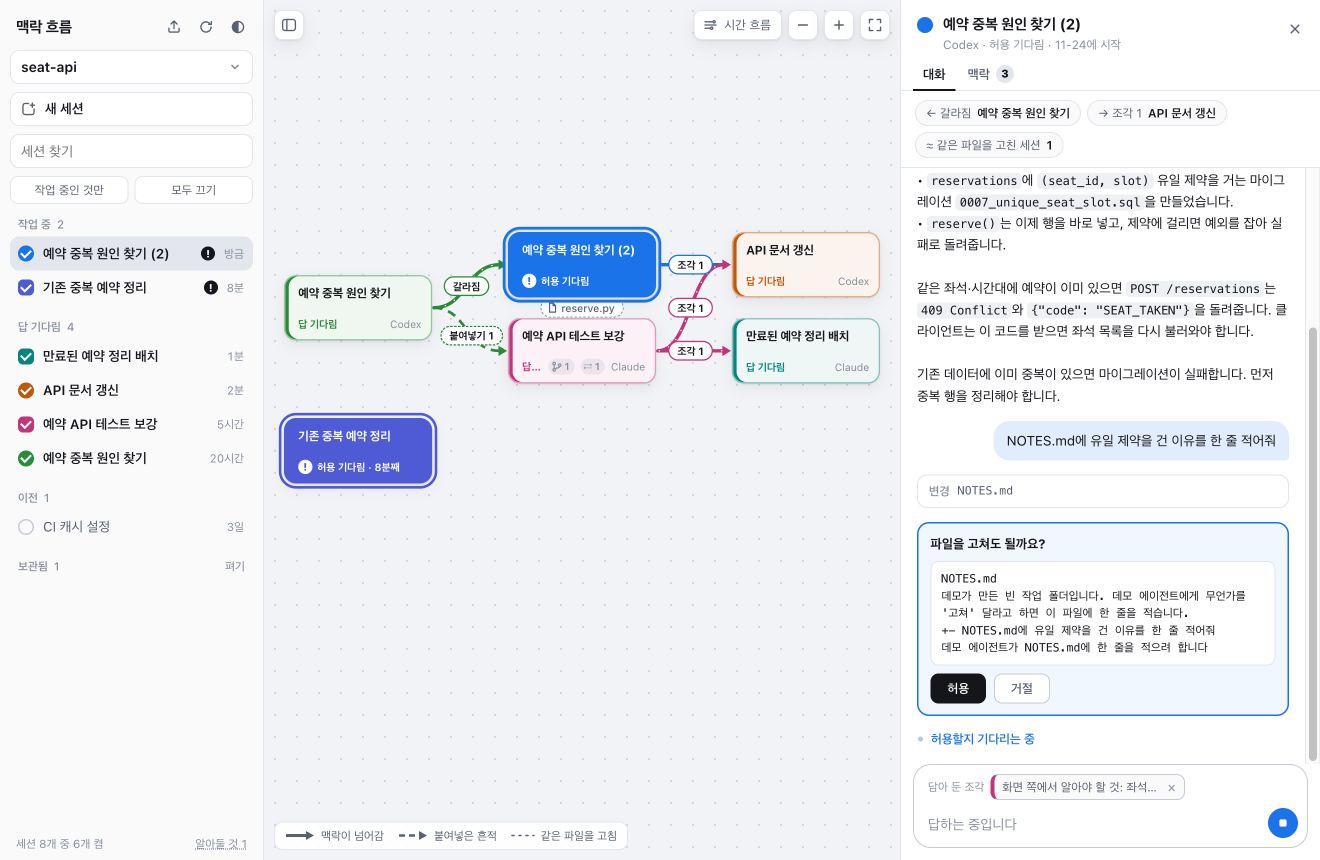 맥락 흐름
seat-api
새 세션
세션 찾기
작업 중인 것만
모두 끄기
작업 중 2
예약 중복 원인 찾기 (2) ! 방금
기존 중복 예약 정리 ! 8분
답 기다림 4
만료된 예약 정리 배치 1분
API 문서 갱신 2분
예약 API 테스트 보강 5시간
예약 중복 원인 찾기 20시간
이전 1
CI 캐시 설정 3일
보관됨 1 펴기
세션 8개 중 6개 켬
알아둘 것 1
시간 흐름
예약 중복 원인 찾기
답 기다림 Codex
갈라짐
붙여넣기 1
예약 중복 원인 찾기 (2)
! 허용 기다림
reserve.py
예약 API 테스트 보강
답... 1 1 Claude
조각 1
조각 1
조각 1
API 문서 갱신
답 기다림 Codex
만료된 예약 정리 배치
답 기다림 Claude
기존 중복 예약 정리
! 허용 기다림 · 8분째
맥락이 넘어감
붙여넣은 흔적
같은 파일을 고침
예약 중복 원인 찾기 (2)
Codex · 허용 기다림 · 11-24에 시작
대화
맥락 3
← 갈라짐 예약 중복 원인 찾기
→ 조각 1 API 문서 갱신
≈ 같은 파일을 고친 세션 1
• reservations 에 (seat_id, slot) 유일 제약을 거는 마이그
레이션 0007_unique_seat_slot.sql 을 만들었습니다.
• reserve() 는 이제 행을 바로 넣고, 제약에 걸리면 예외를 잡아 실
패로 돌려줍니다.
같은 좌석·시간대에 예약이 이미 있으면 POST /reservations 는
409 Conflict 와 {"code": "SEAT_TAKEN"} 을 돌려줍니다. 클
라이언트는 이 코드를 받으면 좌석 목록을 다시 불러와야 합니다.
기존 데이터에 이미 중복이 있으면 마이그레이션이 실패합니다. 먼저
중복 행을 정리해야 합니다.
NOTES.md에 유일 제약을 건 이유를 한 줄 적어줘
변경 NOTES.md
파일을 고쳐도 될까요?
NOTES.md
데모가 만든 빈 작업 폴더입니다. 데모 에이전트에게 무언가를
'고쳐' 달라고 하면 이 파일에 한 줄을 적습니다.
+- NOTES.md에 유일 제약을 건 이유를 한 줄 적어줘
데모 에이전트가 NOTES.md에 한 줄을 적으려 합니다
허용
거절
허용할지 기다리는 중
담아 둔 조각 화면 쪽에서 알아야 할 것: 좌석... ×
답하는 중입니다